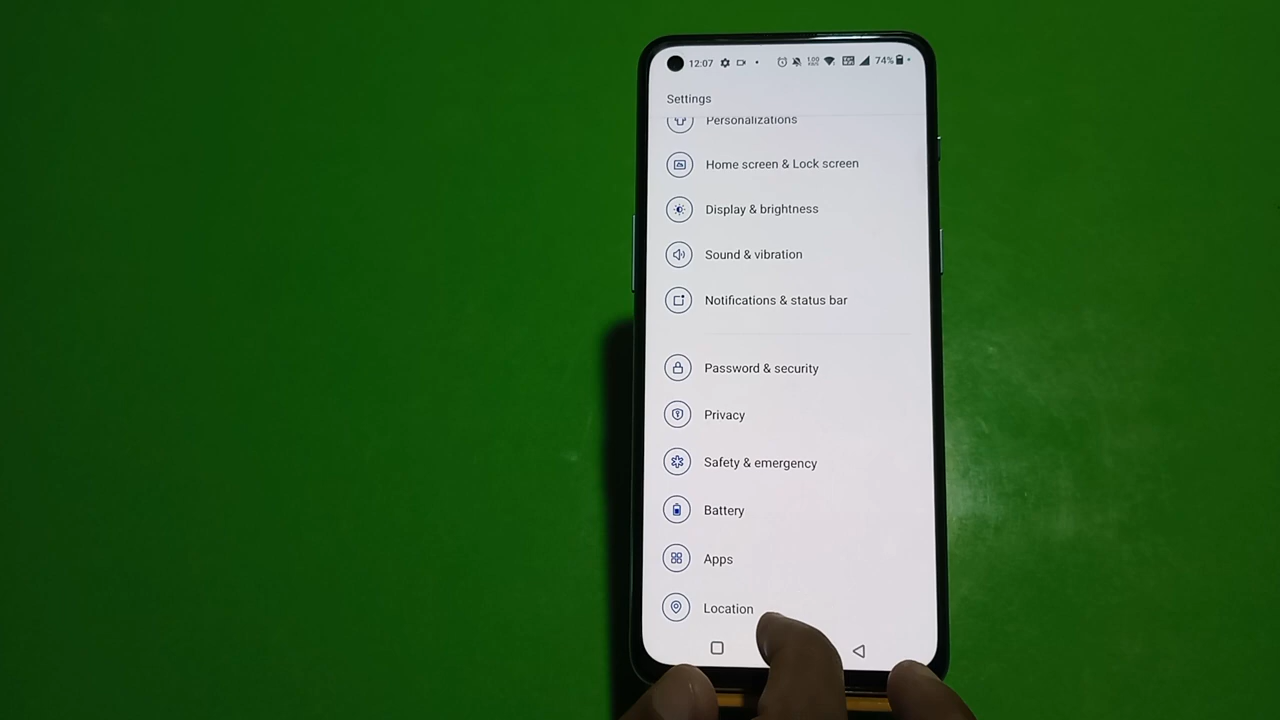 12:07
74%
Settings
Personalizations
Home screen & Lock screen
Display & brightness
Sound & vibration
Notifications & status bar
Password & security
Privacy
Safety & emergency
Battery
Apps
Location